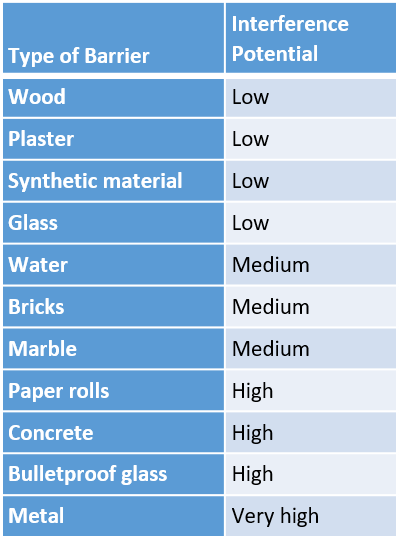 Type of Barrier Interference Potential
Wood Low
Plaster Low
Synthetic material Low
Glass Low
Water Medium
Bricks Medium
Marble Medium
Paper rolls High
Concrete High
Bulletproof glass High
Metal Very high